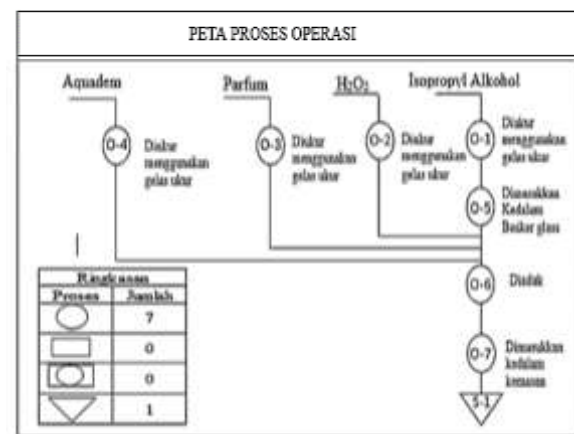 PETA PROSES OPERASI
Aquadem
Parfum
H₂O₂
Isopropyl Alkohol
O-4
Diukur
menggunakan
gelas ukur
O-3
Diukur
menggunakan
gelas ukur
O-2
Diukur
menggunakan
gelas ukur
O-1
Diukur
menggunakan
gelas ukur
O-5
Dimasukkan
Kedalam
Beaker glass
O-6
Diaduk
O-7
Dimasukkan
kedalam
kemasan
S-1
Ringkasan
Proses Jumlah
7
0
0
1